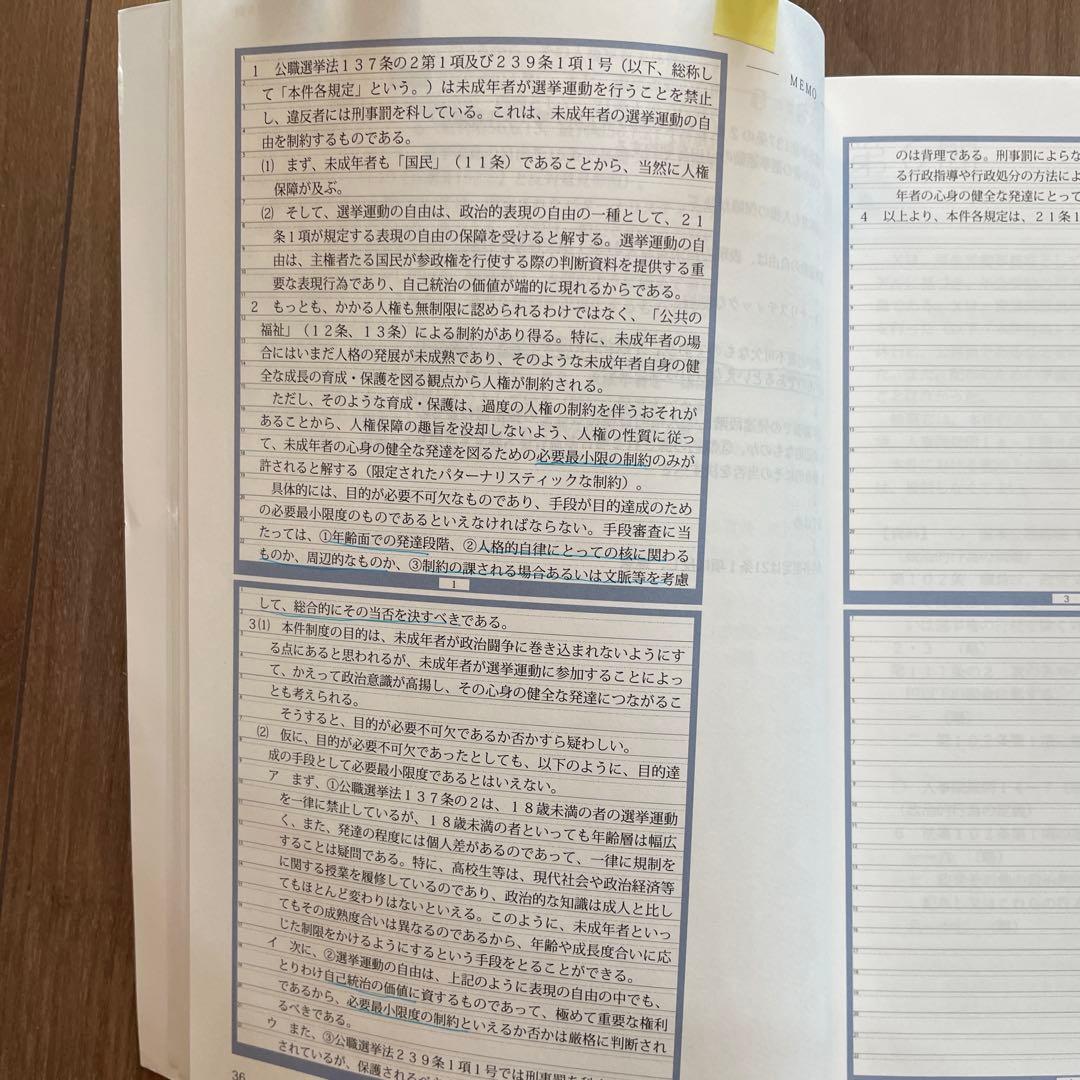 MEMO
1 公職選挙法137条の2第1項及び239条1項1号(以下、総称し
て「本件各規定」という。)は未成年者が選挙運動を行うことを禁止
し、違反者には刑事罰を科している。これは、未成年者の選挙運動の自
由を制約するものである。
⑴ まず、未成年者も「国民」(11条)であることから、当然に人権
保障が及ぶ。
⑵ そして、選挙運動の自由は、政治的表現の自由の一種として、21
条1項が規定する表現の自由の保障を受けると解する。選挙運動の自
由は、主権者たる国民が参政権を行使する際の判断資料を提供する重
要な表現行為であり、自己統治の価値が端的に現れるからである。
2 もっとも、かかる人権も無制限に認められるわけではなく、「公共の
福祉」(12条、13条)による制約があり得る。特に、未成年者の場
合にはいまだ人格の発展が未成熟であり、そのような未成年者自身の健
全な成長の育成・保護を図る観点から人権が制約される。
ただし、そのような育成・保護は、過度の人権の制約を伴うおそれが
あることから、人権保障の趣旨を没却しないよう、人権の性質に従っ
て、未成年者の心身の健全な発達を図るための必要最小限の制約のみが
許されると解する(限定されたパターナリスティックな制約)。
具体的には、目的が必要不可欠なものであり、手段が目的達成のため
の必要最小限度のものであるといえなければならない。手段審査に当
たっては、①年齢面での発達段階、②人格的自律にとっての核に関わる
ものか、周辺的なものか、③制約の課される場合あるいは文脈等を考慮
1
して、総合的にその当否を決すべきである。
3⑴ 本件制度の目的は、未成年者が政治闘争に巻き込まれないようにす
る点にあると思われるが、未成年者が選挙運動に参加することによっ
て、かえって政治意識が高揚し、その心身の健全な発達につながるこ
とも考えられる。
そうすると、目的が必要不可欠であるか否かすら疑わしい。
⑵ 仮に、目的が必要不可欠であったとしても、以下のように、目的達
成の手段として必要最小限度であるとはいえない。
ア まず、①公職選挙法137条の2は、18歳未満の者の選挙運動
を一律に禁止しているが、18歳未満の者といっても年齢層は幅広
く、また、発達の程度には個人差があるのであって、一律に規制を
することは疑問である。特に、高校生等は、現代社会や政治経済等
に関する授業を履修しているのであり、政治的な知識は成人と比し
てもほとんど変わりはないといえる。このように、未成年者といっ
てもその成熟度合いは異なるのであるから、年齢や成長度合いに応
じた制限をかけるようにするという手段をとることができる。
イ 次に、②選挙運動の自由は、上記のように表現の自由の中でも、
とりわけ自己統治の価値に資するものであって、極めて重要な権利
であるから、必要最小限度の制約といえるか否かは厳格に判断され
るべきである。
ウ また、③公職選挙法239条1項1号では刑事罰を科
されているが、保護されるべ
36
のは背理である。刑事罰によらな
る行政指導や行政処分の方法によ
年者の心身の健全な発達にとって
4 以上より、本件各規定は、21条1
3